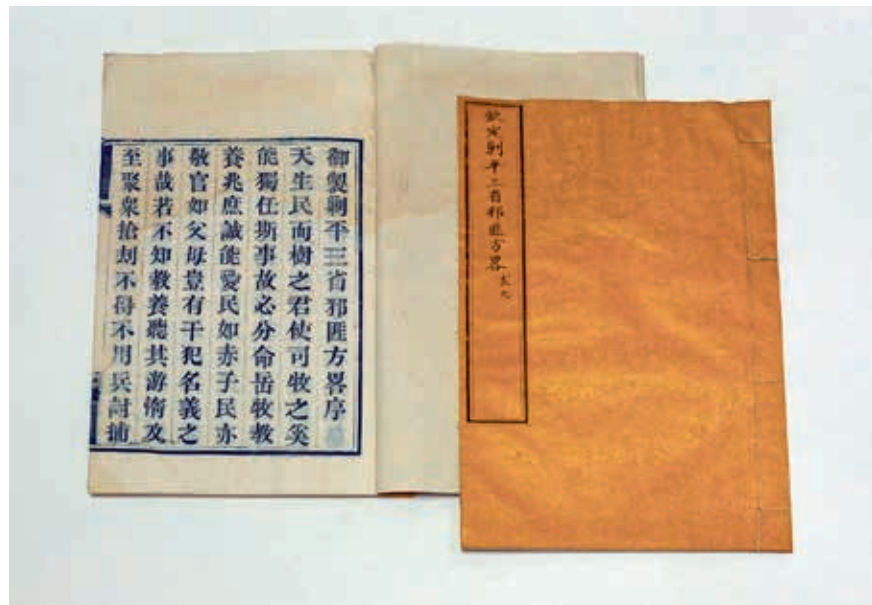 御製剿平三省邪匪方畧序
天生民而樹之君使司牧之奚
能獨任斯事故必分命岳牧教
養兆庶誠能愛民如赤子民亦
敬官如父母豈有干犯名義之
事哉若不知教養聽其游惰及
至聚衆搶刼不得不用兵討捕
欽定剿平三省邪匪方畧